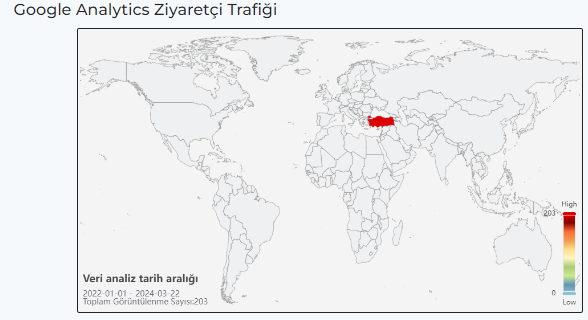 Google Analytics Ziyaretçi Trafiği
High
203
0
Low
Veri analiz tarih aralığı
2022-01-01 - 2024-03-22
Toplam Görüntülenme Sayısı:203